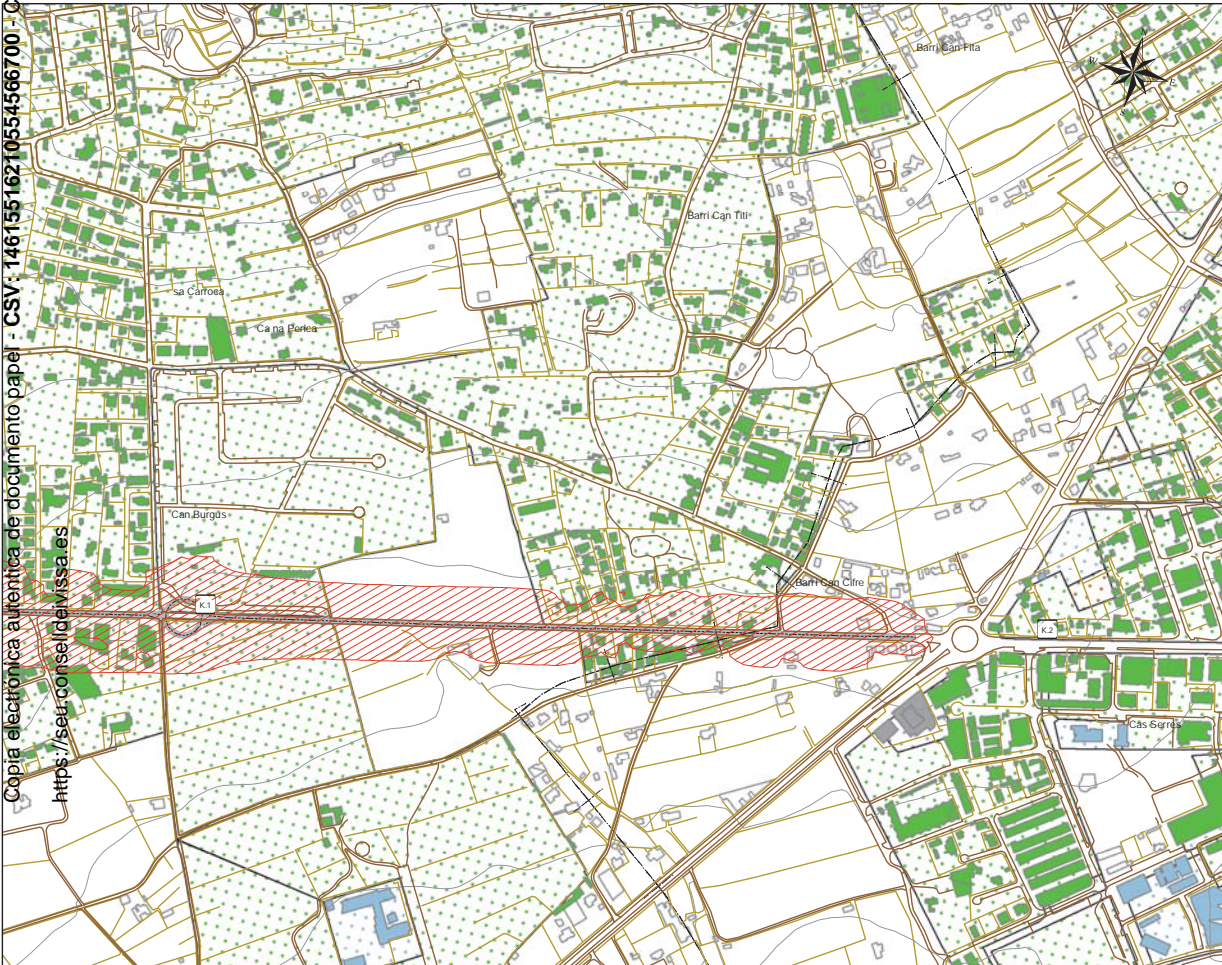 Copia electrónica auténtica de documento papel - CSV: 14615516210554566700 -
https://seu.conselldeivissa.es
Barri Can Fita
N
W
E
S
Barri Can Titi
sa Carroca
Ca na Perica
Can Burgus
Barri Can Cifre
K.1
K.2
Cas Serres